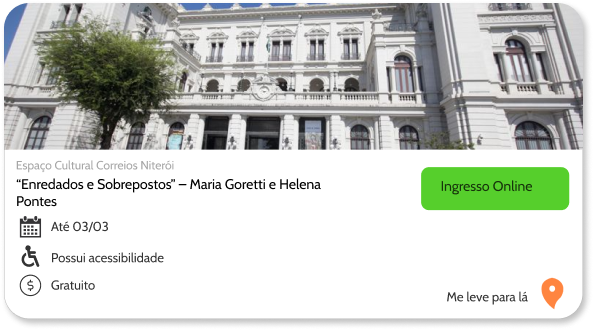 Espaço Cultural Correios Niterói
“Enredados e Sobrepostos” – Maria Goretti e Helena
Pontes
Ingresso Online
Até 03/03
Possui acessibilidade
$ Gratuito
Me leve para lá